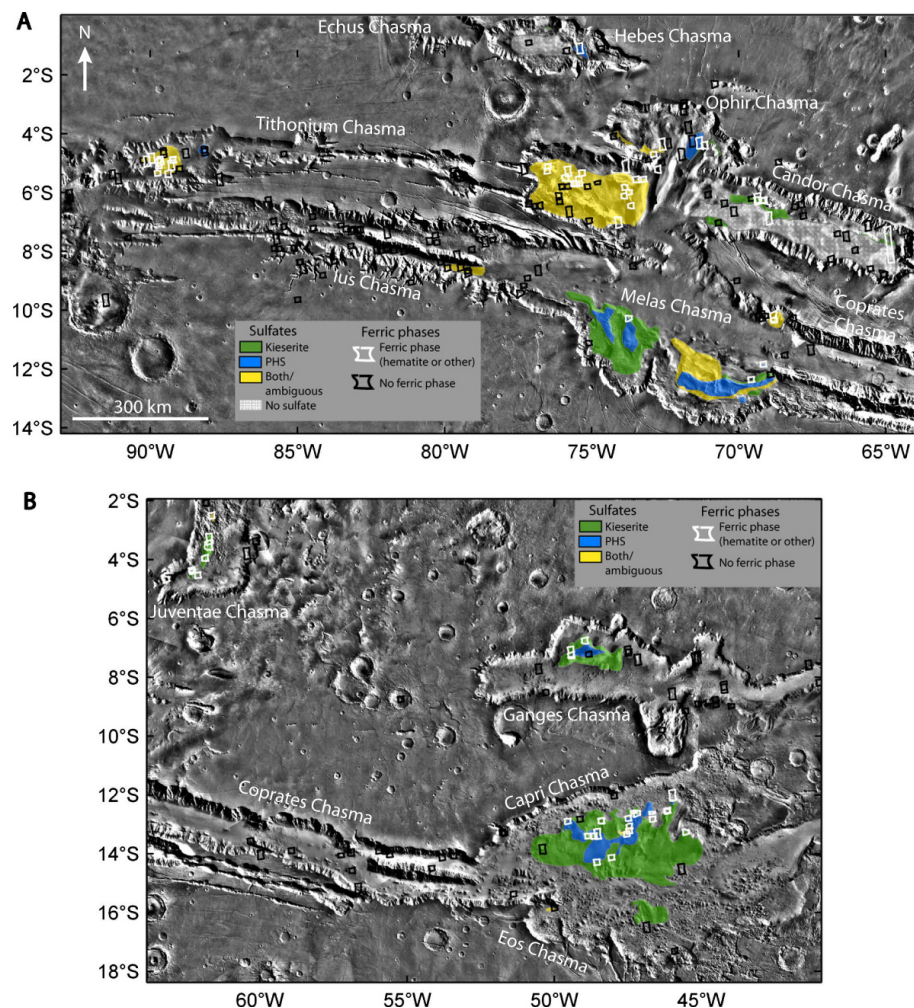 A
Echus Chasma
Hebes Chasma
N
2°S
Ophir Chasma
4°S
Tithonium Chasma
Candor Chasma
6°S
8°S
Ius Chasma
Melas Chasma
Coprates
Chasma
10°S
Sulfates
Ferric phases
Kieserite
Ferric phase
(hematite or other)
PHS
Both/
ambiguous
No ferric phase
No sulfate
12°S
300 km
14°S
90°W
85°W
80°W
75°W
70°W
65°W
B
2°S
Sulfates
Ferric phases
Kieserite
Ferric phase
(hematite or other)
PHS
Both/
ambiguous
No ferric phase
4°S
Juventae Chasma
6°S
8°S
Ganges Chasma
10°S
12°S
Coprates Chasma
Capri Chasma
14°S
16°S
Eos Chasma
18°S
60°W
55°W
50°W
45°W